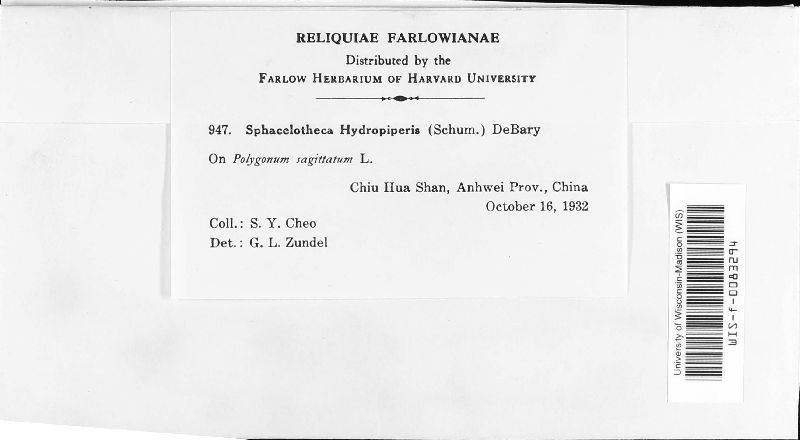 RELIQUIAE FARLOWIANAE
Distributed by the
FARLOW HERBARIUM OF HARVARD UNIVERSITY
947. Sphacelotheca Hydropiperis (Schum.) DeBary
On Polygonum sagittatum L.
Chiu Hua Shan, Anhwei Prov., China
October 16, 1932
Coll.: S. Y. Cheo
Det.: G. L. Zundel
University of Wisconsin-Madison (WIS)
WIS-f-0083294